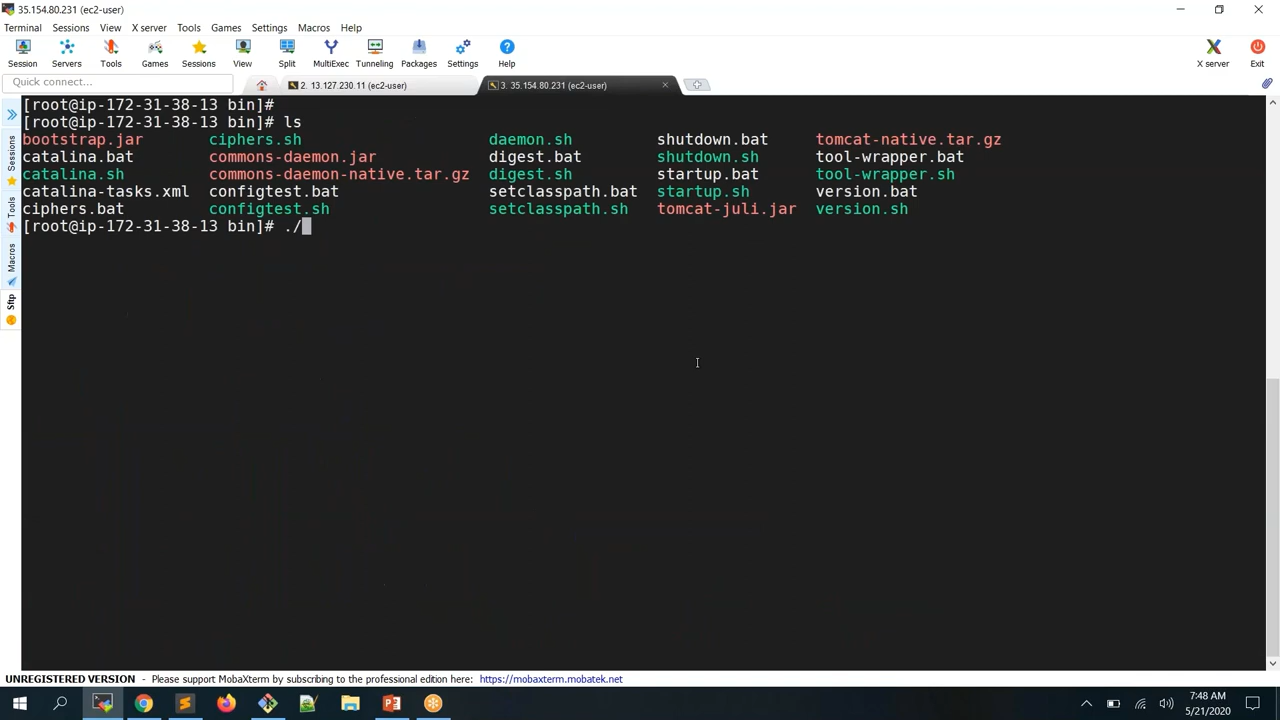 35.154.80.231 (ec2-user)
Terminal Sessions View X server Tools Games Settings Macros Help
Session Servers Tools Games Sessions View Split MultiExec Tunneling Packages Settings Help X server Exit
Quick connect...
2. 13.127.230.11 (ec2-user)
3. 35.154.80.231 (ec2-user)
Sessions
Tools
Macros
Sftp
[root@ip-172-31-38-13 bin]#
[root@ip-172-31-38-13 bin]# ls
bootstrap.jar ciphers.sh daemon.sh shutdown.bat tomcat-native.tar.gz
catalina.bat commons-daemon.jar digest.bat shutdown.sh tool-wrapper.bat
catalina.sh commons-daemon-native.tar.gz digest.sh startup.bat tool-wrapper.sh
catalina-tasks.xml configtest.bat setclasspath.bat startup.sh version.bat
ciphers.bat configtest.sh setclasspath.sh tomcat-juli.jar version.sh
[root@ip-172-31-38-13 bin]# ./
UNREGISTERED VERSION - Please support MobaXterm by subscribing to the professional edition here: https://mobaxterm.mobatek.net
7:48 AM
5/21/2020